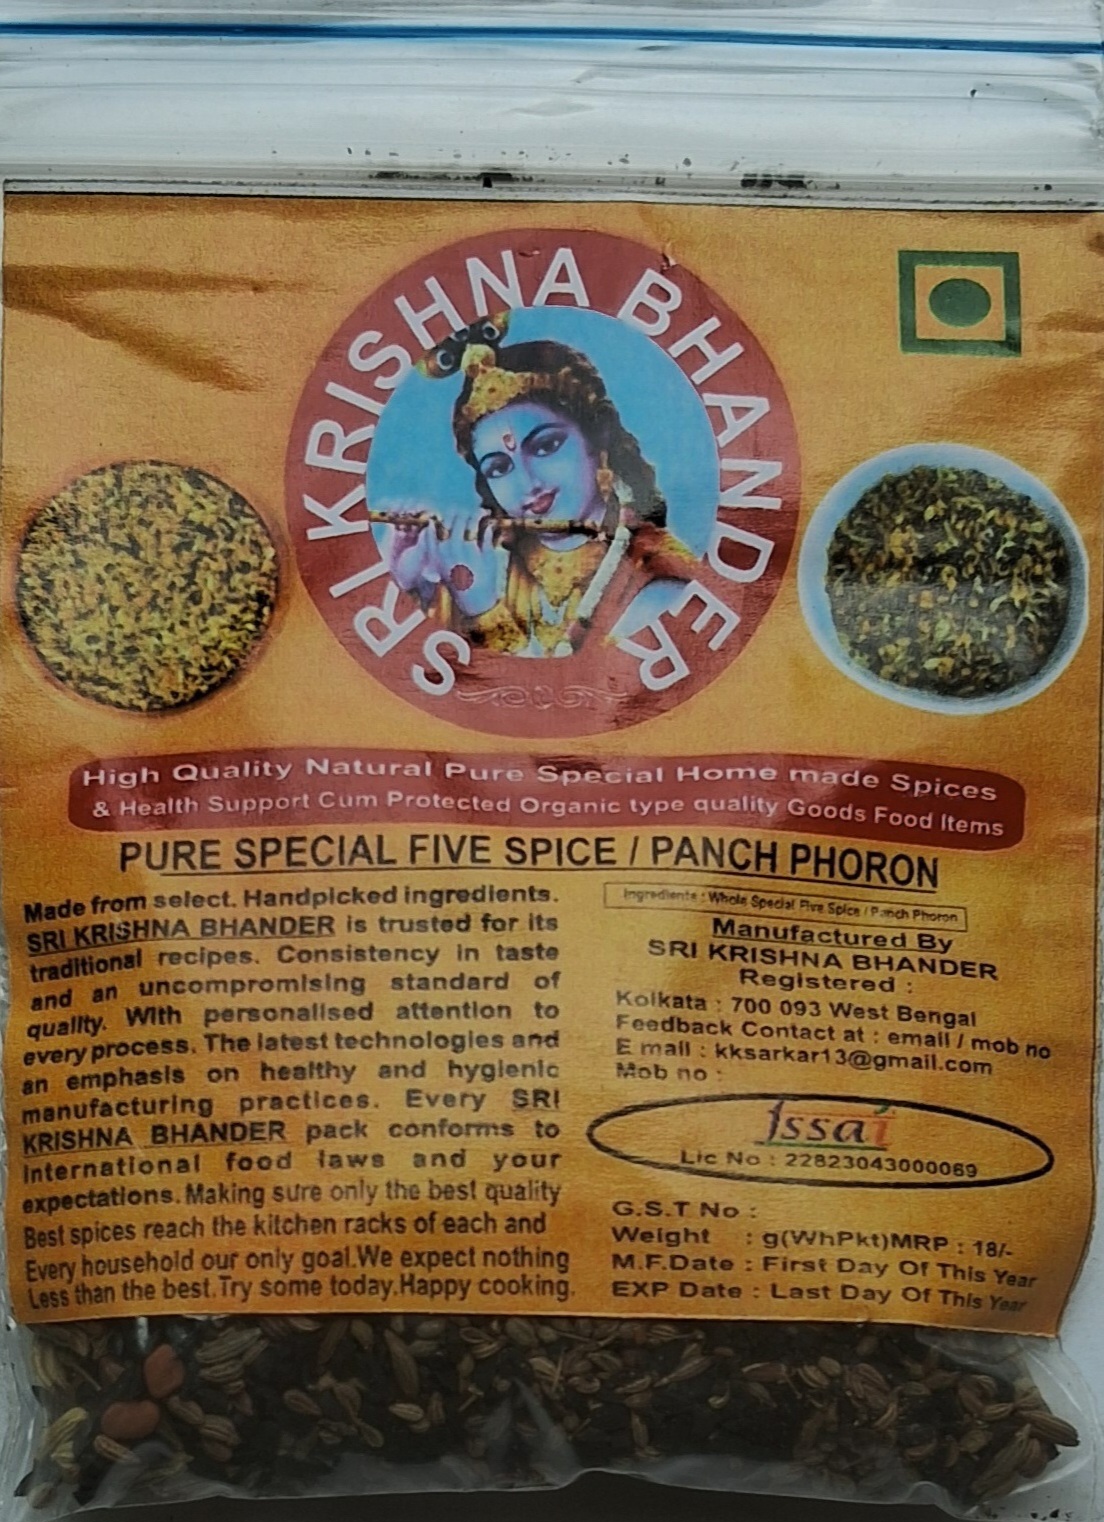 SRI KRISHNA BHANDER
High Quality Natural Pure Special Home made Spices
& Health Support Cum Protected Organic type quality Goods Food Items
PURE SPECIAL FIVE SPICE / PANCH PHORON
Made from select. Handpicked ingredients.
SRI KRISHNA BHANDER is trusted for its
traditional recipes. Consistency in taste
and an uncompromising standard of
quality. With personalised attention to
every process. The latest technologies and
an emphasis on healthy and hygienic
manufacturing practices. Every SRI
KRISHNA BHANDER pack conforms to
international food laws and your
expectations. Making sure only the best quality
Best spices reach the kitchen racks of each and
Every household our only goal.We expect nothing
Less than the best.Try some today.Happy cooking.
Ingredients : Whole Special Five Spice / Panch Phoron
Manufactured By
SRI KRISHNA BHANDER
Registered :
Kolkata : 700 093 West Bengal
Feedback Contact at : email / mob no
E mail : kksarkar13@gmail.com
Mob no :
fssai
Lic No : 22823043000069
G.S.T No :
Weight : g(WhPkt)MRP : 18/-
M.F.Date : First Day Of This Year
EXP Date : Last Day Of This Year